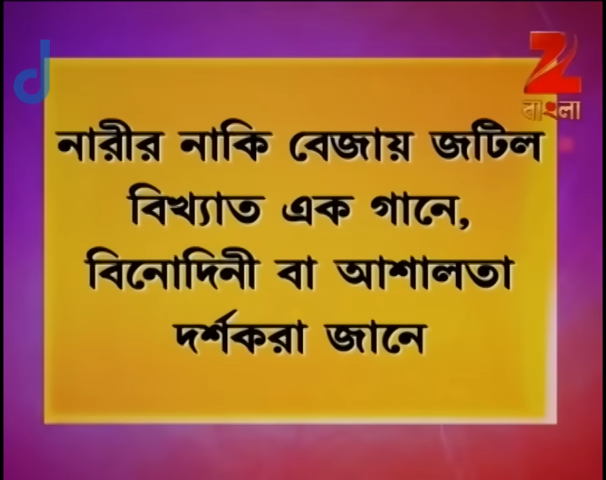 Z
বাংলা
নারীর নাকি বেজায় জটিল
বিখ্যাত এক গানে,
বিনোদিনী বা আশালতা
দর্শকরা জানে